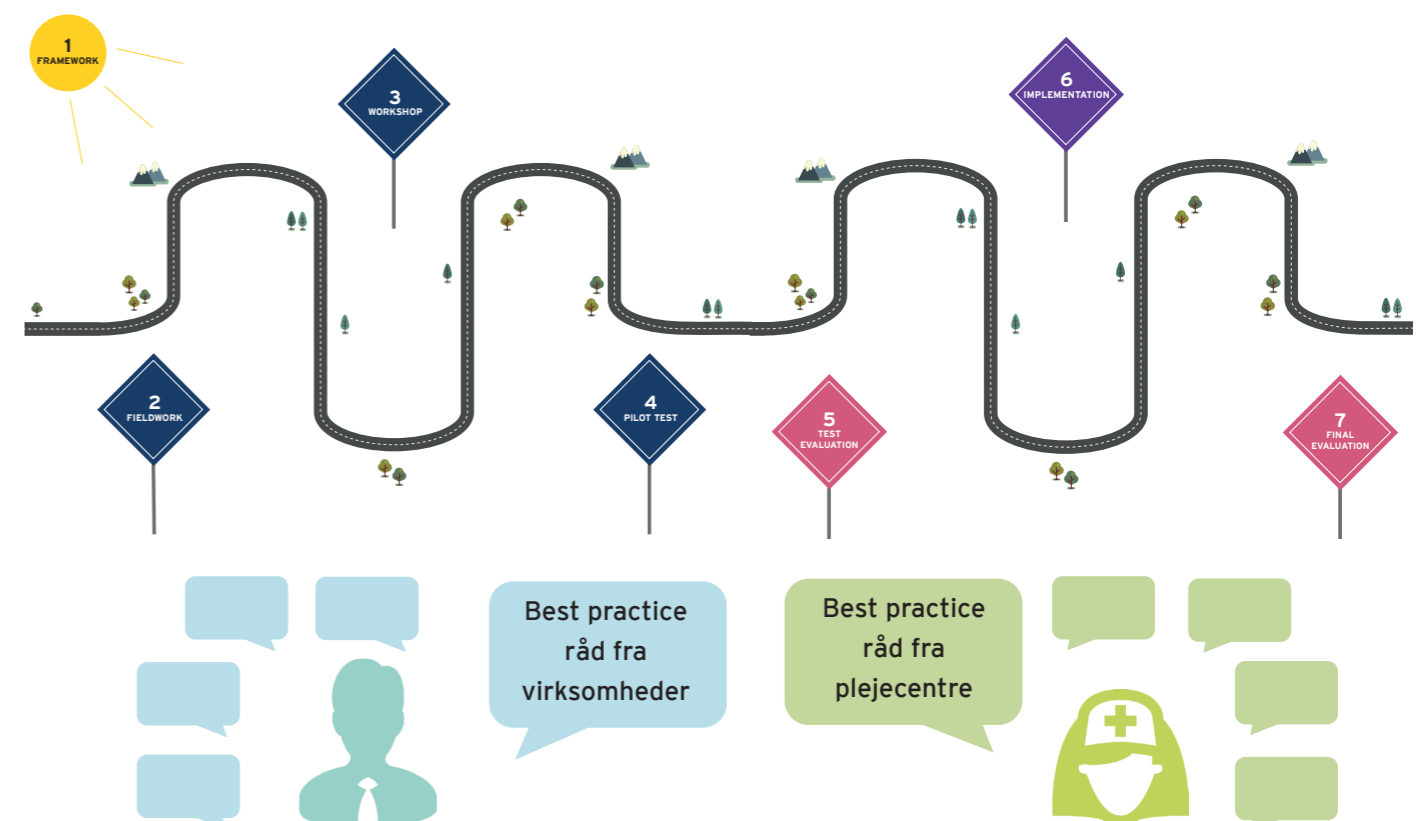 1
FRAMEWORK
2
FIELDWORK
3
WORKSHOP
4
PILOT TEST
5
TEST
EVALUATION
6
IMPLEMENTATION
7
FINAL
EVALUATION
Best practice
råd fra
virksomheder
Best practice
råd fra
plejecentre